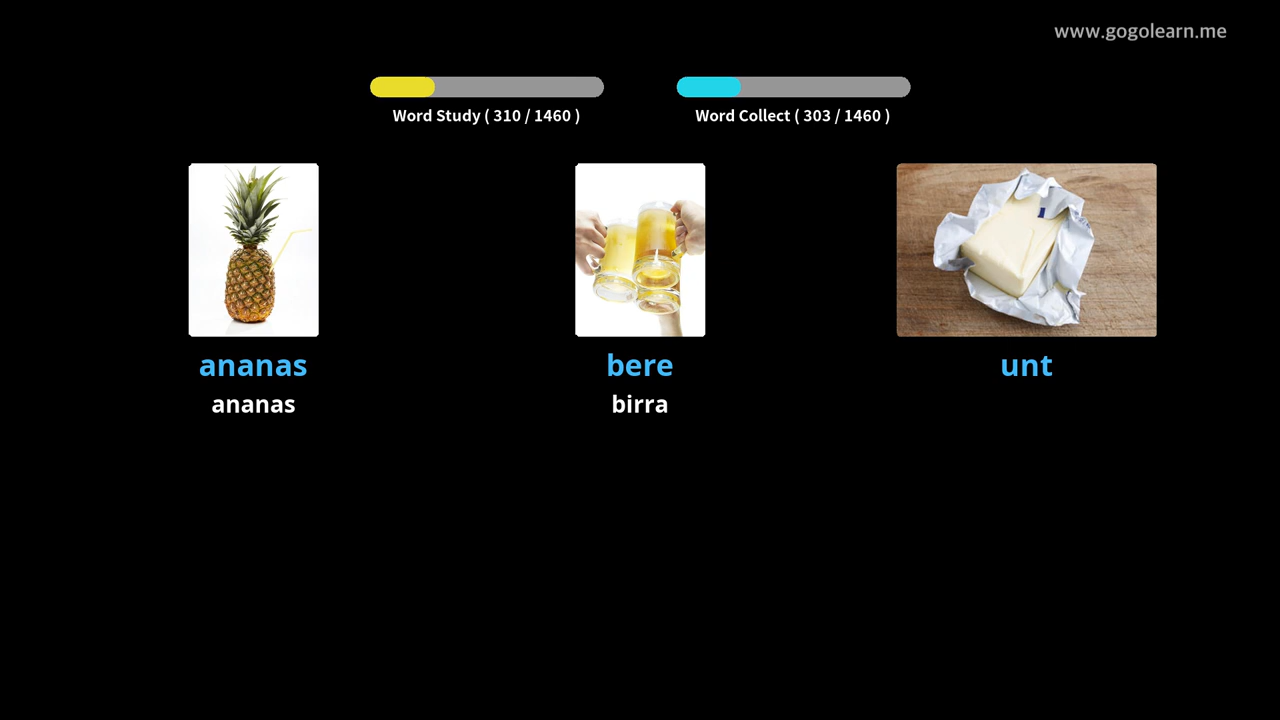 www.gogolearn.me
Word Study ( 310 / 1460 )
Word Collect ( 303 / 1460 )
ananas
bere
unt
ananas
birra